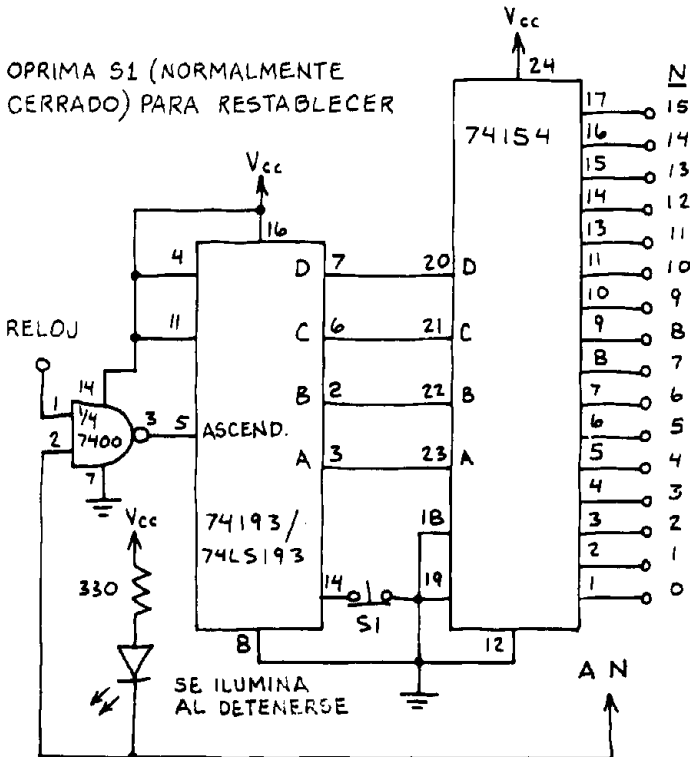 OPRIMA S1 (NORMALMENTE
CERRADO) PARA RESTABLECER
Vcc
24
N
74154
17 15
16 14
15 13
14 12
13 11
11 10
10 9
9 8
8 7
7 6
6 5
5 4
4 3
3 2
2 1
1 0
Vcc
16
4
D 7
20 D
11
C 6
21 C
RELOJ
14
1
1/4
7400
2
3
5
ASCEND.
B 2
22 B
A 3
23 A
7
Vcc
74193/
74LS193
18
330
14
S1
19
8
12
SE ILUMINA
AL DETENERSE
A N